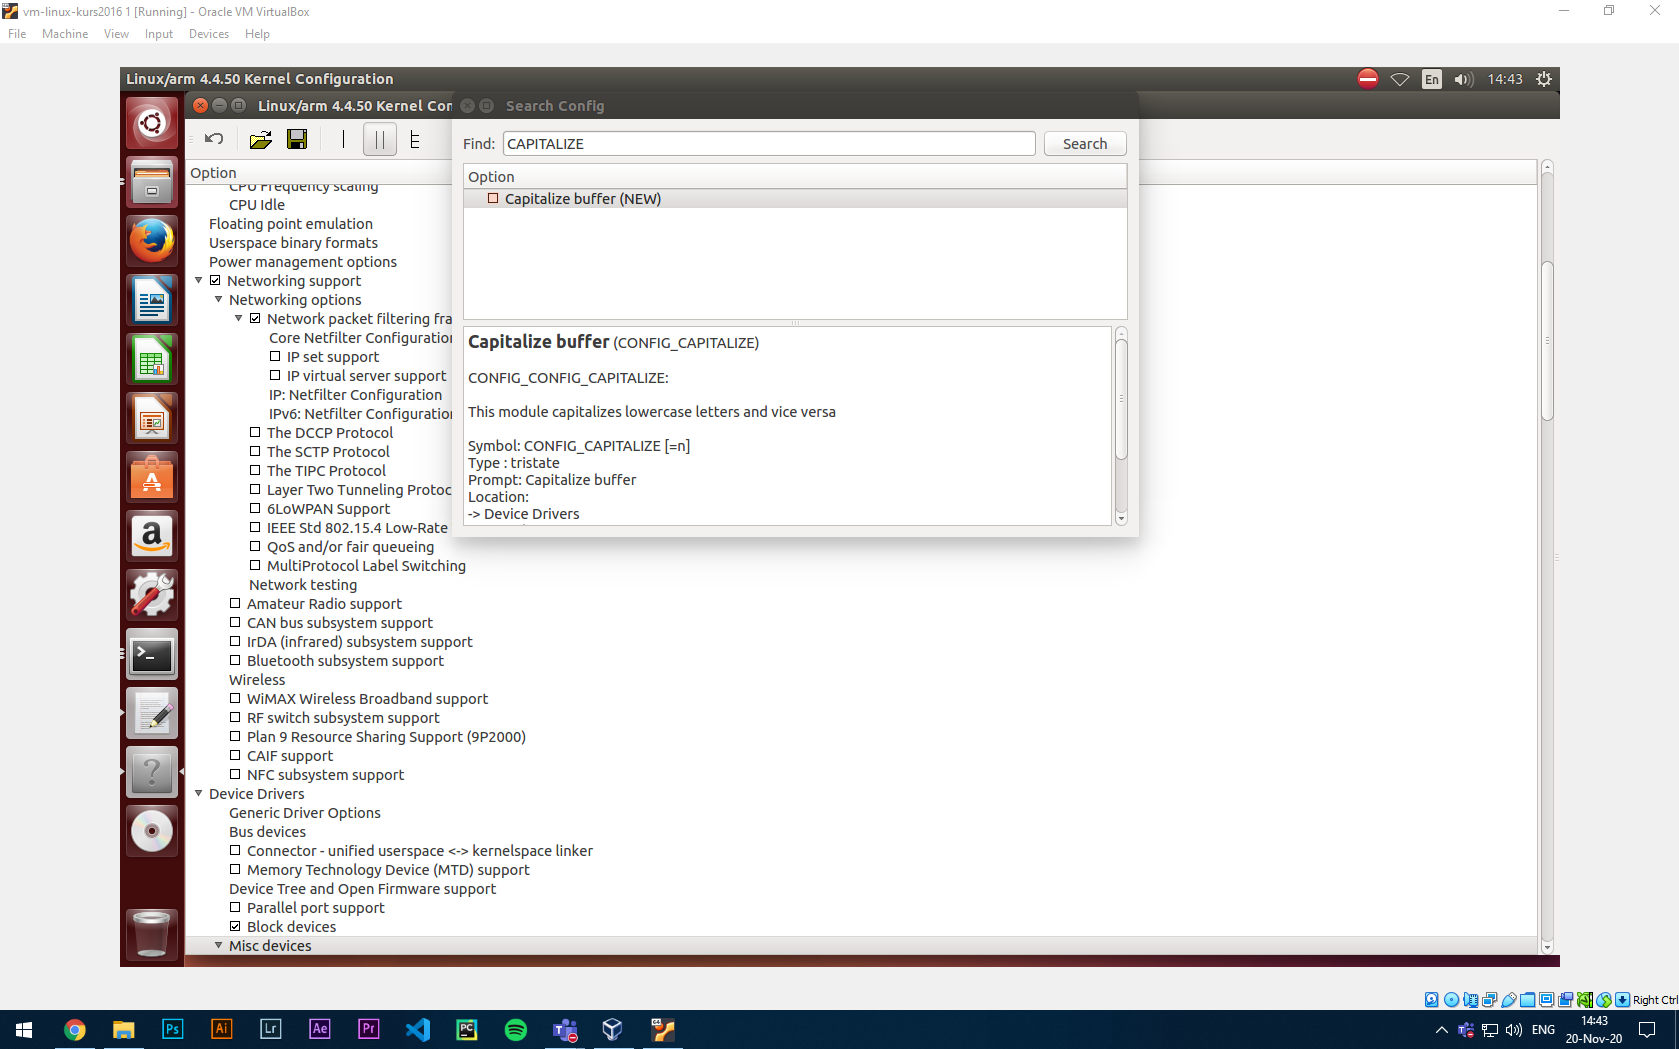 vm-linux-kurs2016 1 [Running] - Oracle VM VirtualBox
File Machine View Input Devices Help
Linux/arm 4.4.50 Kernel Configuration
En 14:43
Linux/arm 4.4.50 Kernel Con
Search Config
Find: CAPITALIZE Search
Option
Capitalize buffer (NEW)
Capitalize buffer (CONFIG_CAPITALIZE)
CONFIG_CONFIG_CAPITALIZE:
This module capitalizes lowercase letters and vice versa
Symbol: CONFIG_CAPITALIZE [=n]
Type : tristate
Prompt: Capitalize buffer
Location:
-> Device Drivers
Option
CPU Frequency scaling
CPU Idle
Floating point emulation
Userspace binary formats
Power management options
Networking support
Networking options
Network packet filtering fra
Core Netfilter Configuration
IP set support
IP virtual server support
IP: Netfilter Configuration
IPv6: Netfilter Configuration
The DCCP Protocol
The SCTP Protocol
The TIPC Protocol
Layer Two Tunneling Protoc
6LoWPAN Support
IEEE Std 802.15.4 Low-Rate
QoS and/or fair queueing
MultiProtocol Label Switching
Network testing
Amateur Radio support
CAN bus subsystem support
IrDA (infrared) subsystem support
Bluetooth subsystem support
Wireless
WiMAX Wireless Broadband support
RF switch subsystem support
Plan 9 Resource Sharing Support (9P2000)
CAIF support
NFC subsystem support
Device Drivers
Generic Driver Options
Bus devices
Connector - unified userspace <-> kernelspace linker
Memory Technology Device (MTD) support
Device Tree and Open Firmware support
Parallel port support
Block devices
Misc devices
Right Ctrl
Ps Ai Lr Ae Pr PC
ENG
14:43
20-Nov-20